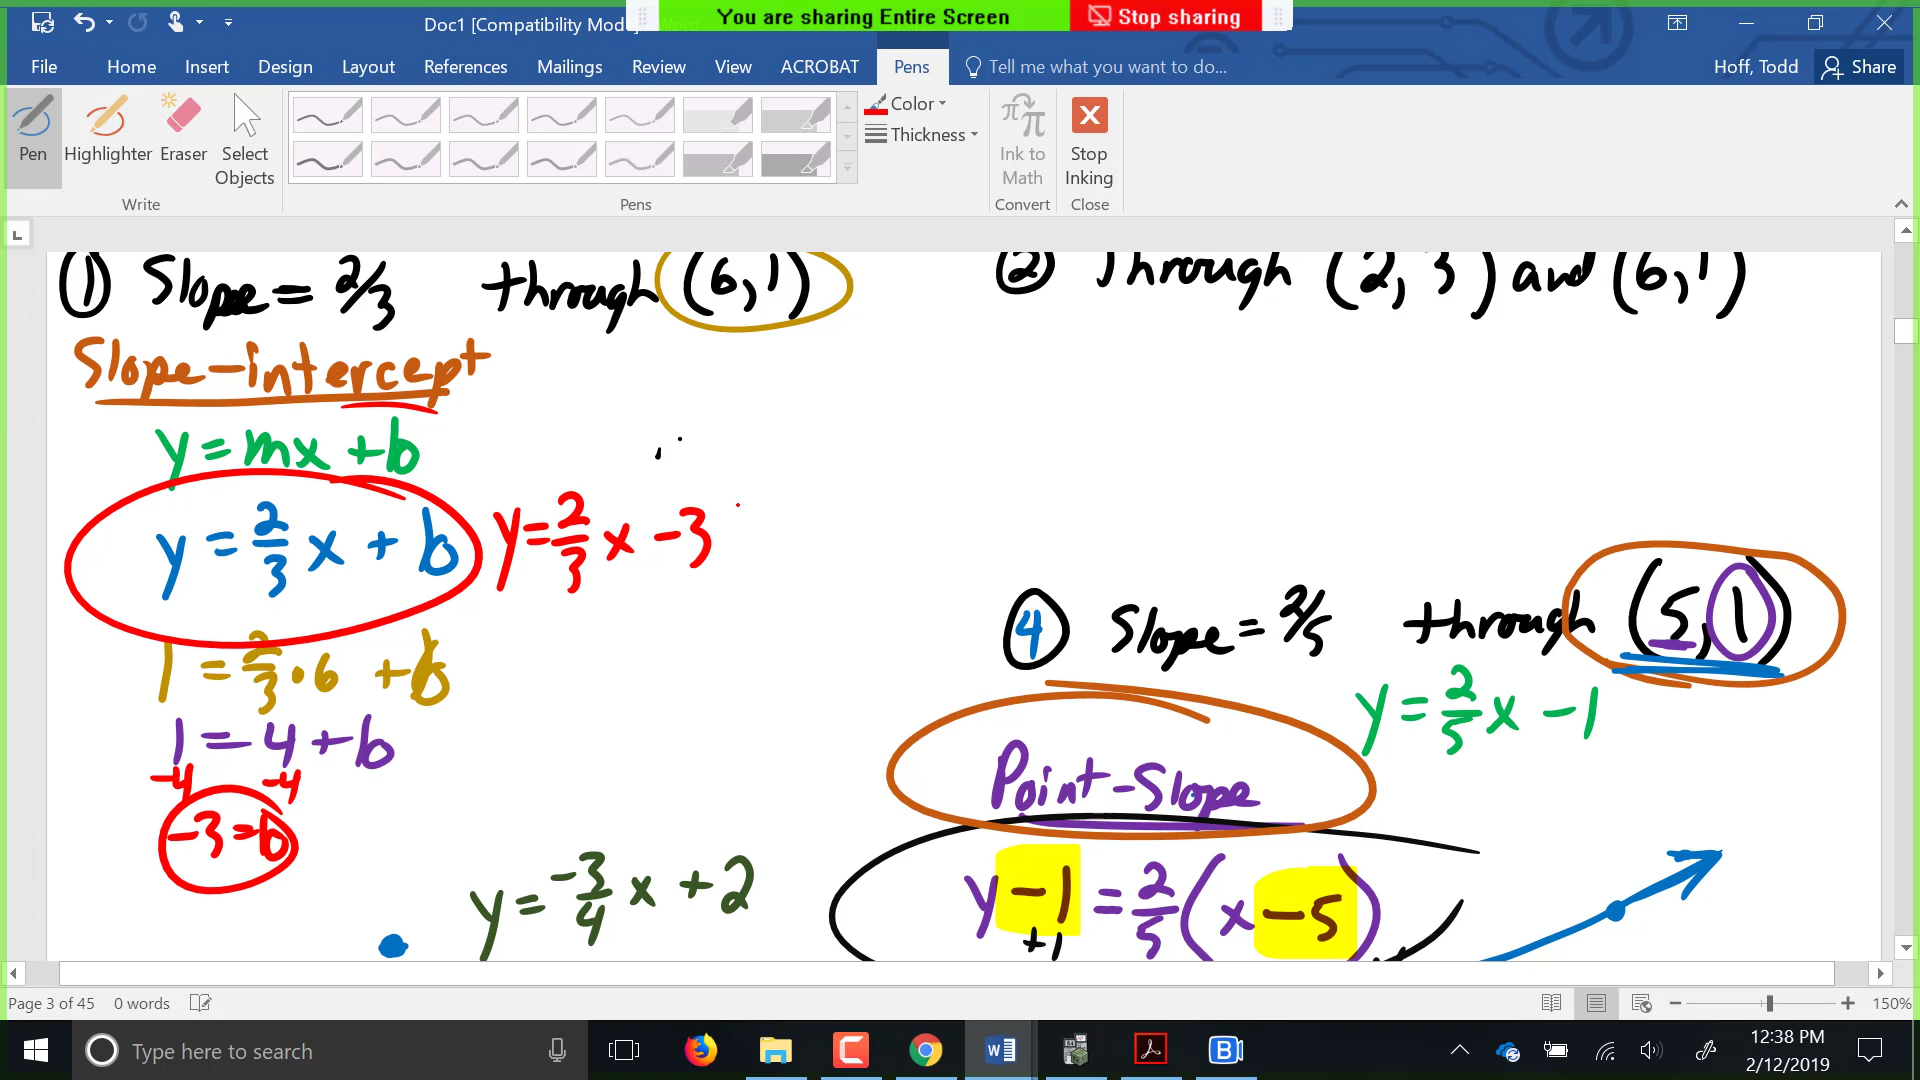 Doc1 [Compatibility Mod
You are sharing Entire Screen
Stop sharing
File Home Insert Design Layout References Mailings Review View ACROBAT Pens Tell me what you want to do... Hoff, Todd Share
Pen Highlighter Eraser Select Objects
Color
Thickness
Ink to Math
Stop Inking
Write Pens Convert Close
① Slope = 2/3 through (6,1)
Slope-intercept
y = mx + b
y = 2/3 x + b y = 2/3 x - 3
1 = 2/3 • 6 + b
1 = 4 + b
-4 -4
-3 = b
y = -3/4 x + 2
② Through (2,3) and (6,1)
④ Slope = 2/5 through (5,1)
y = 2/5 x - 1
Point-Slope
y - 1 = 2/5 (x - 5)
+1
Page 3 of 45 0 words 150%
Type here to search
12:38 PM
2/12/2019